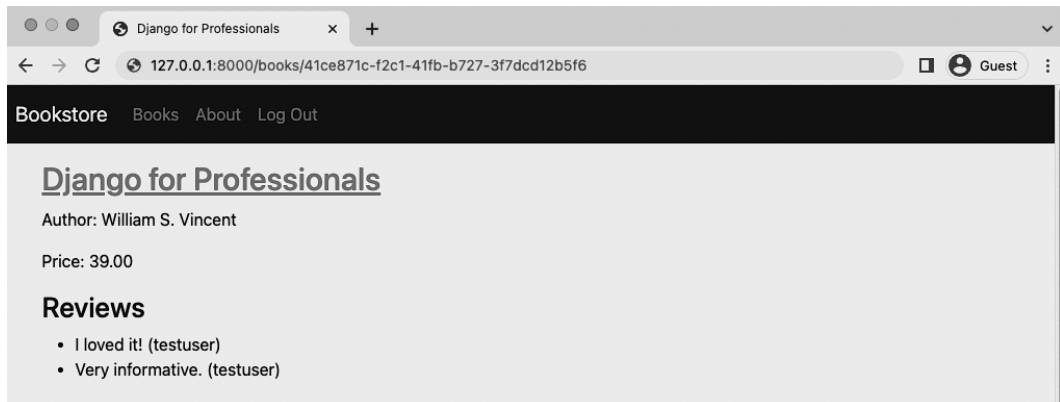 Django for Professionals
127.0.0.1:8000/books/41ce871c-f2c1-41fb-b727-3f7dcd12b5f6 Guest
Bookstore Books About Log Out
Django for Professionals
Author: William S. Vincent
Price: 39.00
Reviews
• I loved it! (testuser)
• Very informative. (testuser)